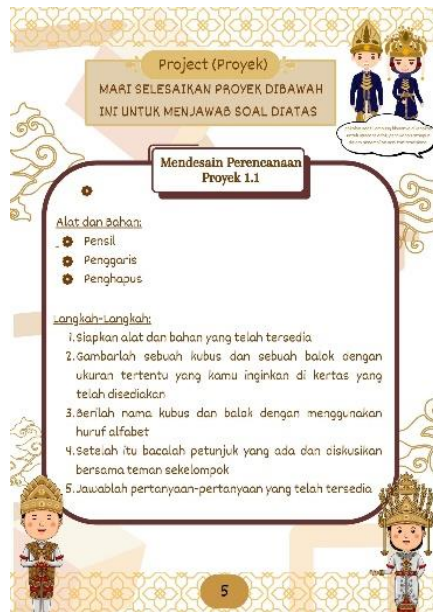 Project (Proyek)
MARI SELESAIKAN PROYEK DIBAWAH
INI UNTUK MENJAWAB SOAL DIATAS
Mendesain Perencanaan
Proyek 1.1
Alat dan Bahan:
Pensil
Penggaris
Penghapus
Langkah-Langkah:
1. Siapkan alat dan bahan yang telah tersedia
2. Gambarlah sebuah kubus dan sebuah balok dengan
ukuran tertentu yang kamu inginkan di kertas yang
telah disediakan
3. Berilah nama kubus dan balok dengan menggunakan
huruf alfabet
4. Setelah itu bacalah petunjuk yang ada dan diskusikan
bersama teman sekelompok
5. Jawablah pertanyaan-pertanyaan yang telah tersedia
5